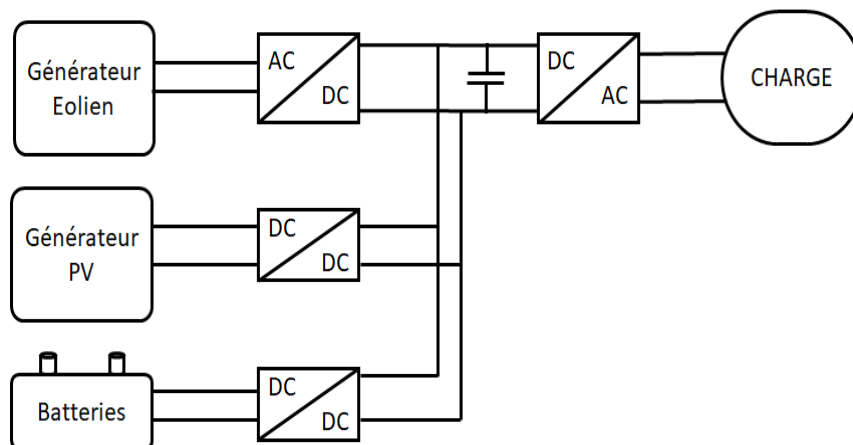 Générateur
Eolien
AC
DC
DC
AC
CHARGE
Générateur
PV
DC
DC
Batteries
DC
DC